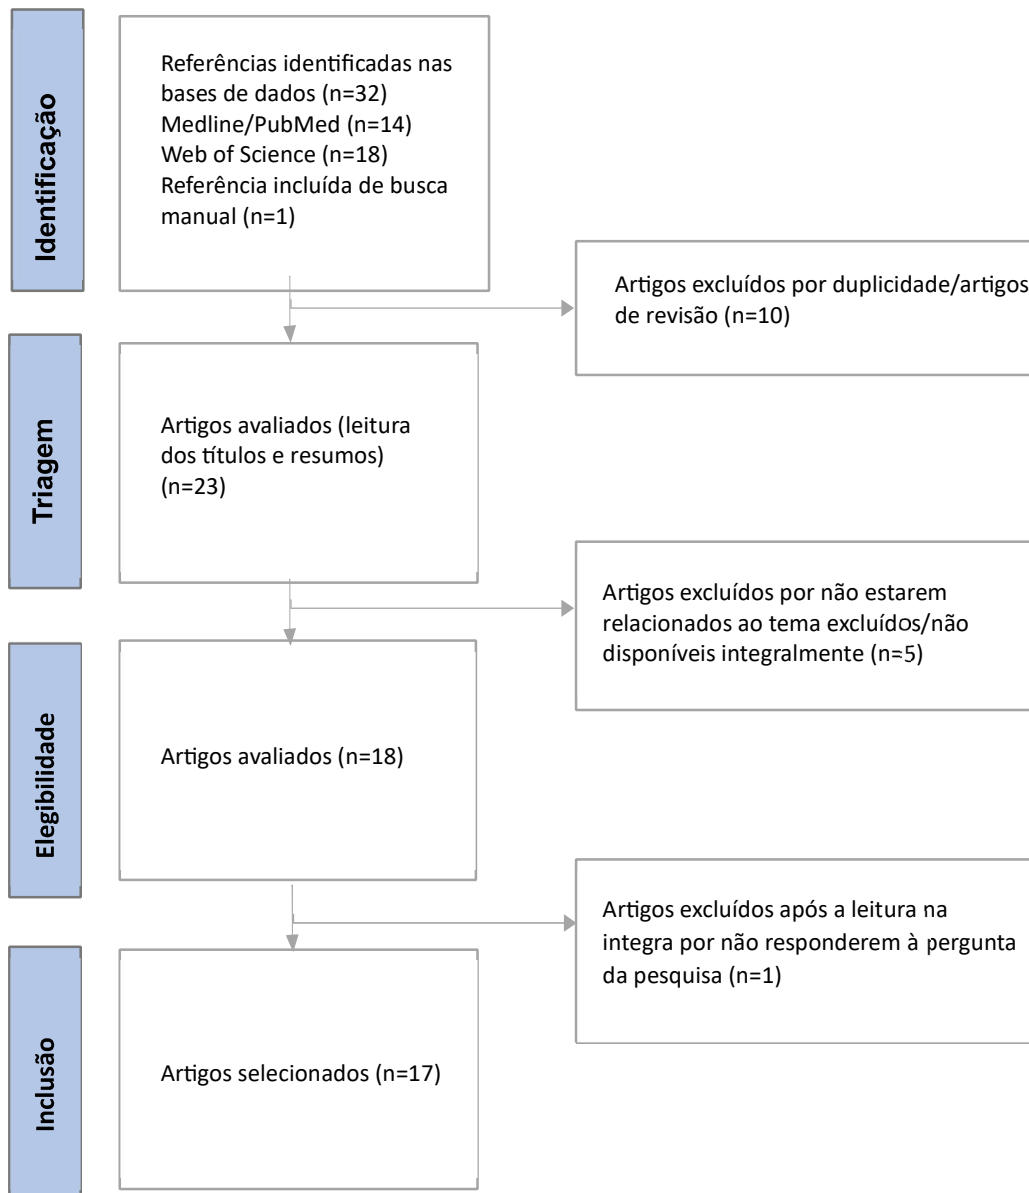 Identificação
Referências identificadas nas
bases de dados (n=32)
Medline/PubMed (n=14)
Web of Science (n=18)
Referência incluída de busca
manual (n=1)
Artigos excluídos por duplicidade/artigos
de revisão (n=10)
Triagem
Artigos avaliados (leitura
dos títulos e resumos)
(n=23)
Artigos excluídos por não estarem
relacionados ao tema excluídos/não
disponíveis integralmente (n=5)
Elegibilidade
Artigos avaliados (n=18)
Artigos excluídos após a leitura na
integra por não responderem à pergunta
da pesquisa (n=1)
Inclusão
Artigos selecionados (n=17)